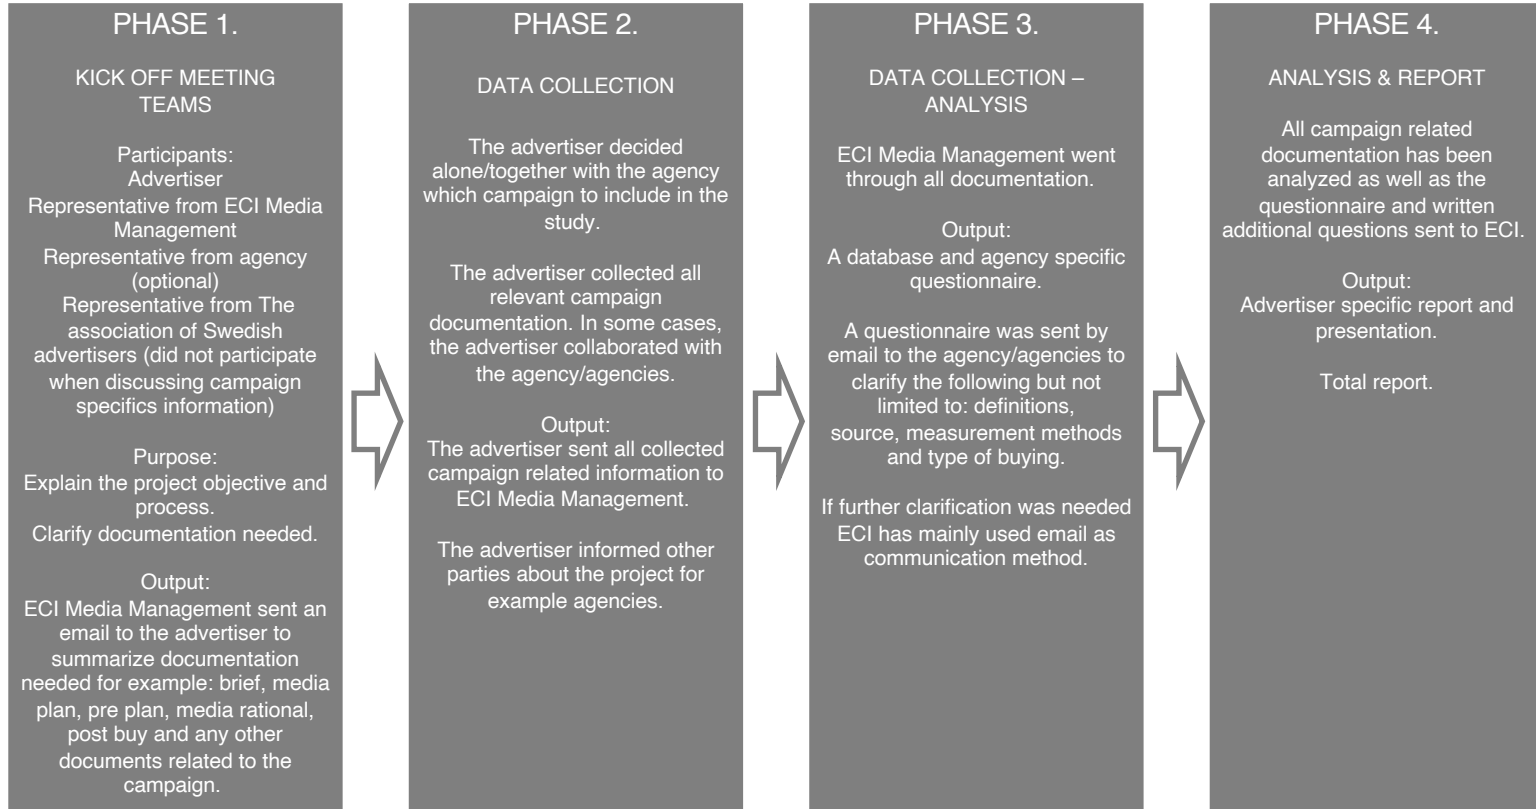 PHASE 1.
KICK OFF MEETING
TEAMS
Participants:
Advertiser
Representative from ECI Media
Management
Representative from agency
(optional)
Representative from The
association of Swedish
advertisers (did not participate
when discussing campaign
specifics information)
Purpose:
Explain the project objective and
process.
Clarify documentation needed.
Output:
ECI Media Management sent an
email to the advertiser to
summarize documentation
needed for example: brief, media
plan, pre plan, media rational,
post buy and any other
documents related to the
campaign.
PHASE 2.
DATA COLLECTION
The advertiser decided
alone/together with the agency
which campaign to include in the
study.
The advertiser collected all
relevant campaign
documentation. In some cases,
the advertiser collaborated with
the agency/agencies.
Output:
The advertiser sent all collected
campaign related information to
ECI Media Management.
The advertiser informed other
parties about the project for
example agencies.
PHASE 3.
DATA COLLECTION –
ANALYSIS
ECI Media Management went
through all documentation.
Output:
A database and agency specific
questionnaire.
A questionnaire was sent by
email to the agency/agencies to
clarify the following but not
limited to: definitions,
source, measurement methods
and type of buying.
If further clarification was needed
ECI has mainly used email as
communication method.
PHASE 4.
ANALYSIS & REPORT
All campaign related
documentation has been
analyzed as well as the
questionnaire and written
additional questions sent to ECI.
Output:
Advertiser specific report and
presentation.
Total report.